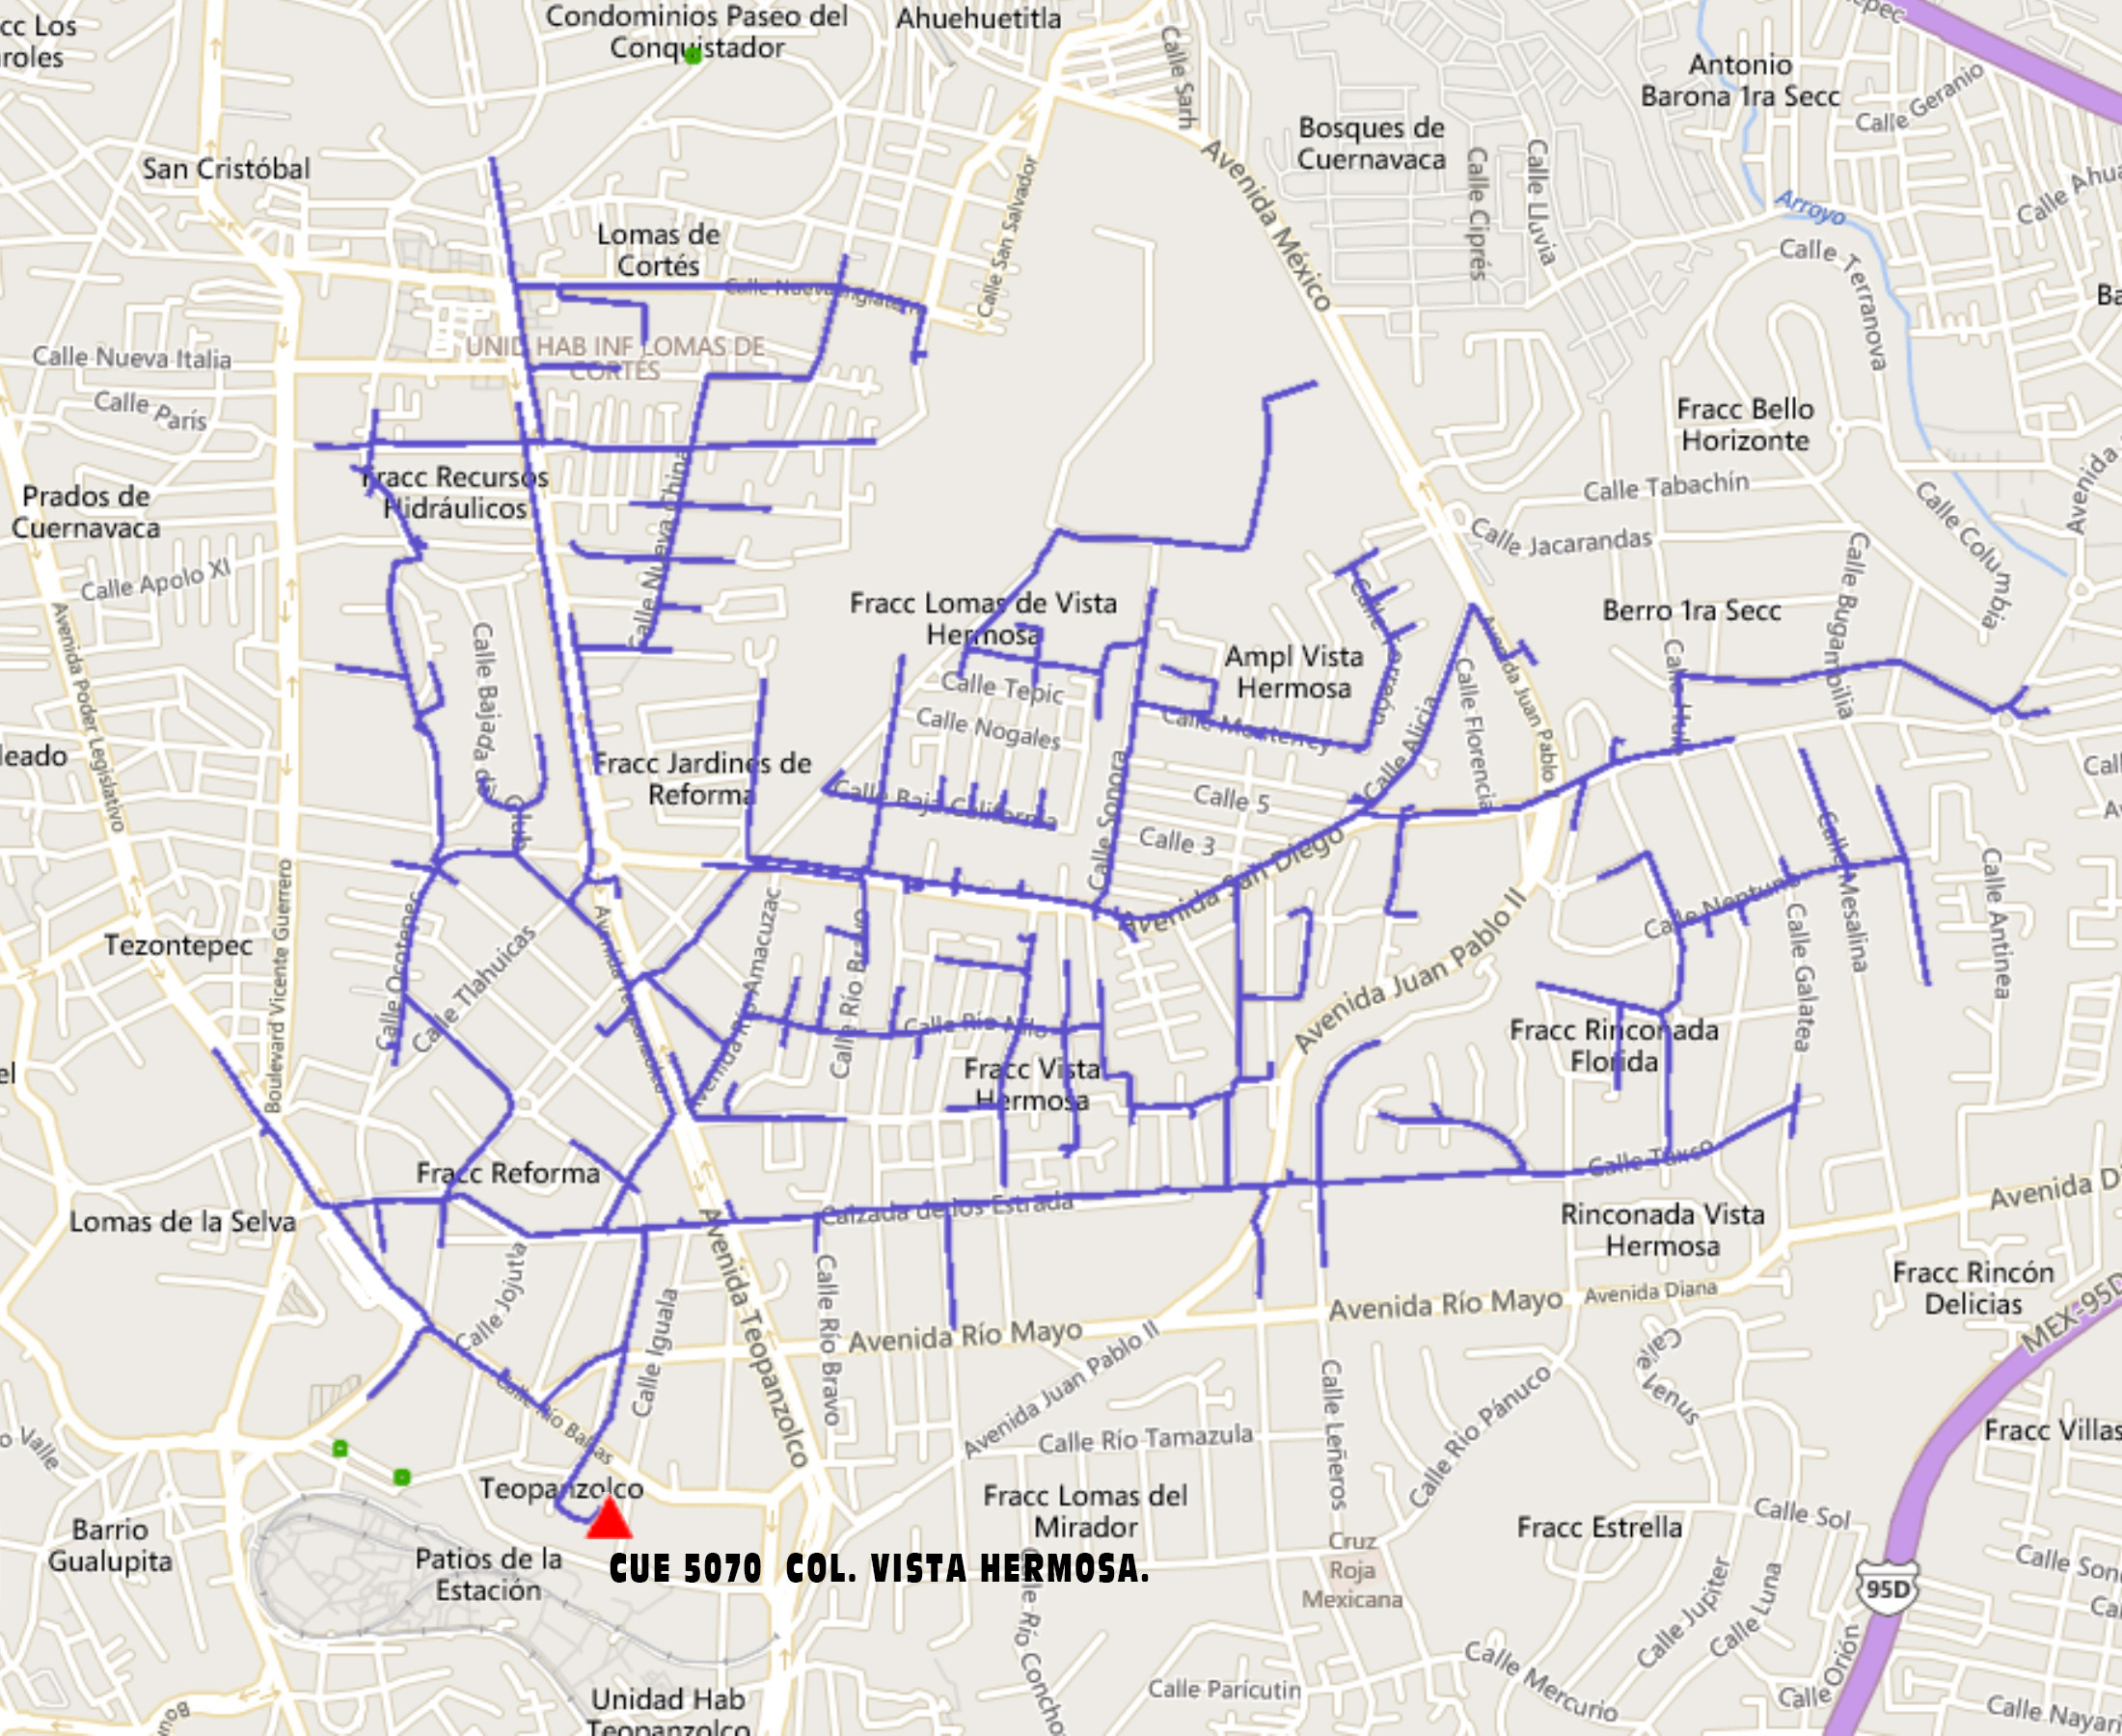 cc Los
roles
Condominios Paseo del
Conquistador
Ahuehuetitla
Calle Sarh
Antonio
Barona 1ra Secc
Calle Geranio
Bosques de
Cuernavaca
Avenida México
Calle Ciprés
Calle Lluvia
Calle Ahua
Arroyo
San Cristóbal
Calle San Salvador
Lomas de
Cortés
Calle Terranova
Ba
UNID HAB INF LOMAS DE
CORTÉS
Calle Nueva Italia
Calle París
Fracc Bello
Horizonte
Fracc Recursos
Hidráulicos
Prados de
Cuernavaca
Calle Nueva China
Calle Tabachín
Calle Columbia
Avenida
Calle Jacarandas
Calle Apolo XI
Calle Bugambilia
Fracc Lomas de Vista
Hermosa
Berro 1ra Secc
Avenida Poder Legislativo
Calle Bajada del
Club
Ampl Vista
Hermosa
Calle Tepic
Calle Nogales
Calle Monterrey
Calle Obregón
Calle Alicia
Calle Florencia
Avenida Juan Pablo
leado
Fracc Jardines de
Reforma
Calle Baja California
Calle Sonora
Calle 5
Calle 3
Cal
Avenida San Diego
Calle Mesalina
Calle Neptuno
Calle Galatea
Calle Antinea
Tezontepec
Boulevard Vicente Guerrero
Calle Ocotepec
Calle Tlahuicas
Avenida Teopanzolco
Avenida Río Amacuzac
Calle Río Bravo
Calle Río Nilo
Avenida Juan Pablo II
Fracc Rinconada
Florida
el
Fracc Vista
Hermosa
Fracc Reforma
Calle Taxco
Lomas de la Selva
Calzada de los Estrada
Avenida D
Rinconada Vista
Hermosa
Calle Jojutla
Calle Iguala
Avenida Teopanzolco
Calle Río Bravo
Avenida Río Mayo
Avenida Río Mayo
Avenida Diana
Fracc Rincón
Delicias
MEX-95D
Avenida Juan Pablo II
Calle Leñeros
Calle Río Pánuco
Calle Venus
Calle Río Balsas
Calle Río Tamazula
Fracc Villas
o Valle
Teopanzolco
Fracc Lomas del
Mirador
Fracc Estrella
Calle Sol
Barrio
Gualupita
Patios de la
Estación
CUE 5070 COL. VISTA HERMOSA.
Cruz
Roja
Mexicana
95D
Calle Son
Cal
Calle Júpiter
Calle Luna
Calle Orión
Calle Río Concho
Calle Mercurio
Calle Paricutin
Unidad Hab
Teopanzolco
Calle Nayari